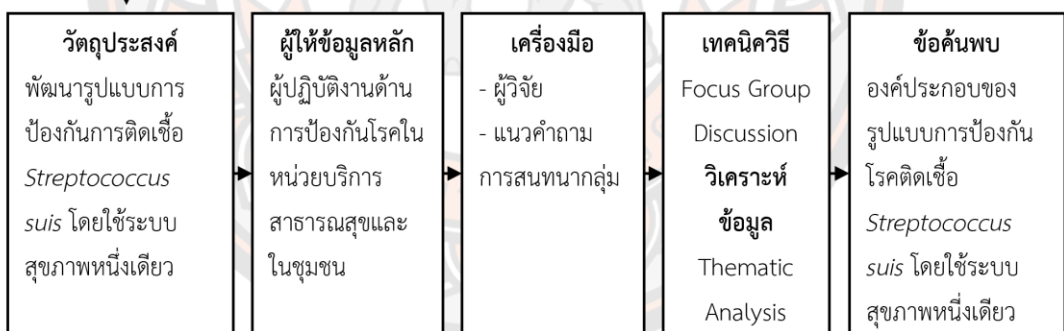 วัตถุประสงค์
พัฒนารูปแบบการ
ป้องกันการติดเชื้อ
Streptococcus
suis โดยใช้ระบบ
สุขภาพหนึ่งเดียว
ผู้ให้ข้อมูลหลัก
ผู้ปฏิบัติงานด้าน
การป้องกันโรคใน
หน่วยบริการ
สาธารณสุขและ
ในชุมชน
เครื่องมือ
- ผู้วิจัย
- แนวคำถาม
การสนทนากลุ่ม
เทคนิควิธี
Focus Group
Discussion
วิเคราะห์
ข้อมูล
Thematic
Analysis
ข้อค้นพบ
องค์ประกอบของ
รูปแบบการป้องกัน
โรคติดเชื้อ
Streptococcus
suis โดยใช้ระบบ
สุขภาพหนึ่งเดียว